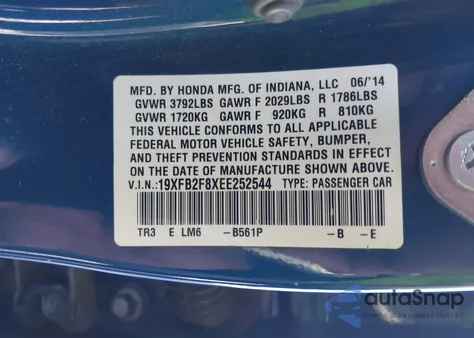 MFD. BY HONDA MFG. OF INDIANA, LLC 06/'14
GVWR 3792LBS GAWR F 2029LBS R 1786LBS
GVWR 1720KG GAWR F 920KG R 810KG
THIS VEHICLE CONFORMS TO ALL APPLICABLE
FEDERAL MOTOR VEHICLE SAFETY, BUMPER,
AND THEFT PREVENTION STANDARDS IN EFFECT
ON THE DATE OF MANUFACTURE SHOWN ABOVE.
V.I.N.: 19XFB2F8XEE252544 TYPE: PASSENGER CAR
TR3 E LM6 –B561P –B –E
autoSnap